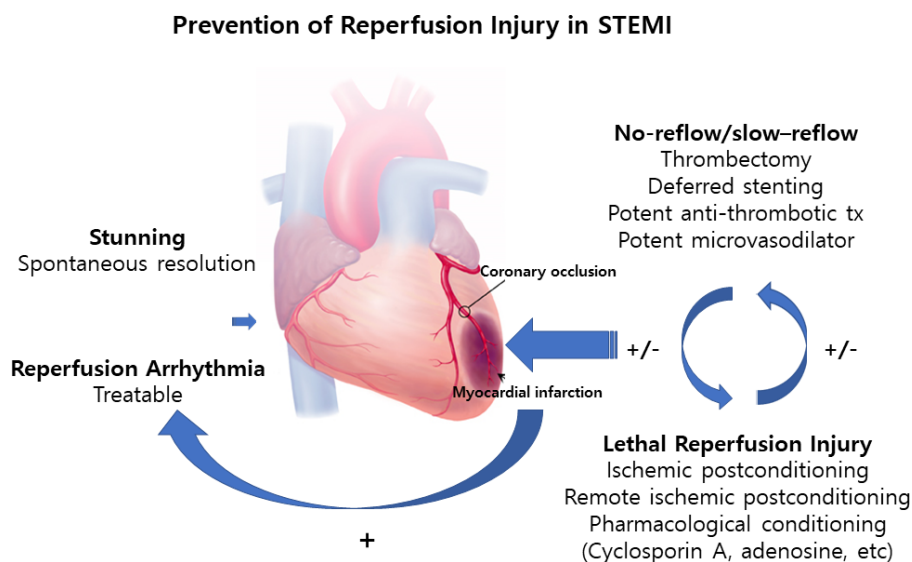 Prevention of Reperfusion Injury in STEMI
No-reflow/slow–reflow
Thrombectomy
Deferred stenting
Potent anti-thrombotic tx
Potent microvasodilator
Stunning
Spontaneous resolution
Coronary occlusion
+/-
+/-
Reperfusion Arrhythmia
Treatable
Myocardial infarction
Lethal Reperfusion Injury
Ischemic postconditioning
Remote ischemic postconditioning
Pharmacological conditioning
(Cyclosporin A, adenosine, etc)
+